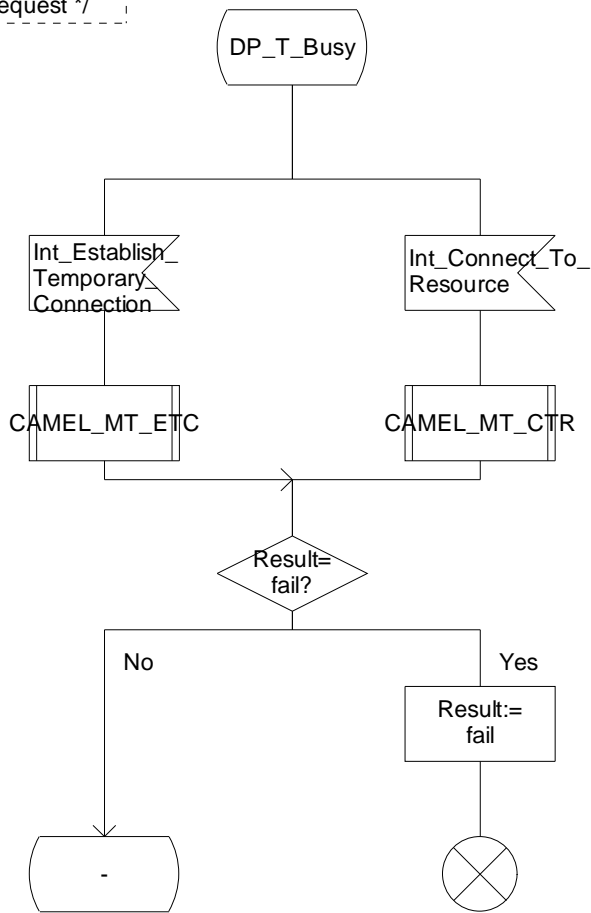 equest */
DP_T_Busy
Int_Establish_
Temporary_
Connection
Int_Connect_To_
Resource
CAMEL_MT_ETC
CAMEL_MT_CTR
Result=
fail?
No
Yes
Result:=
fail
-